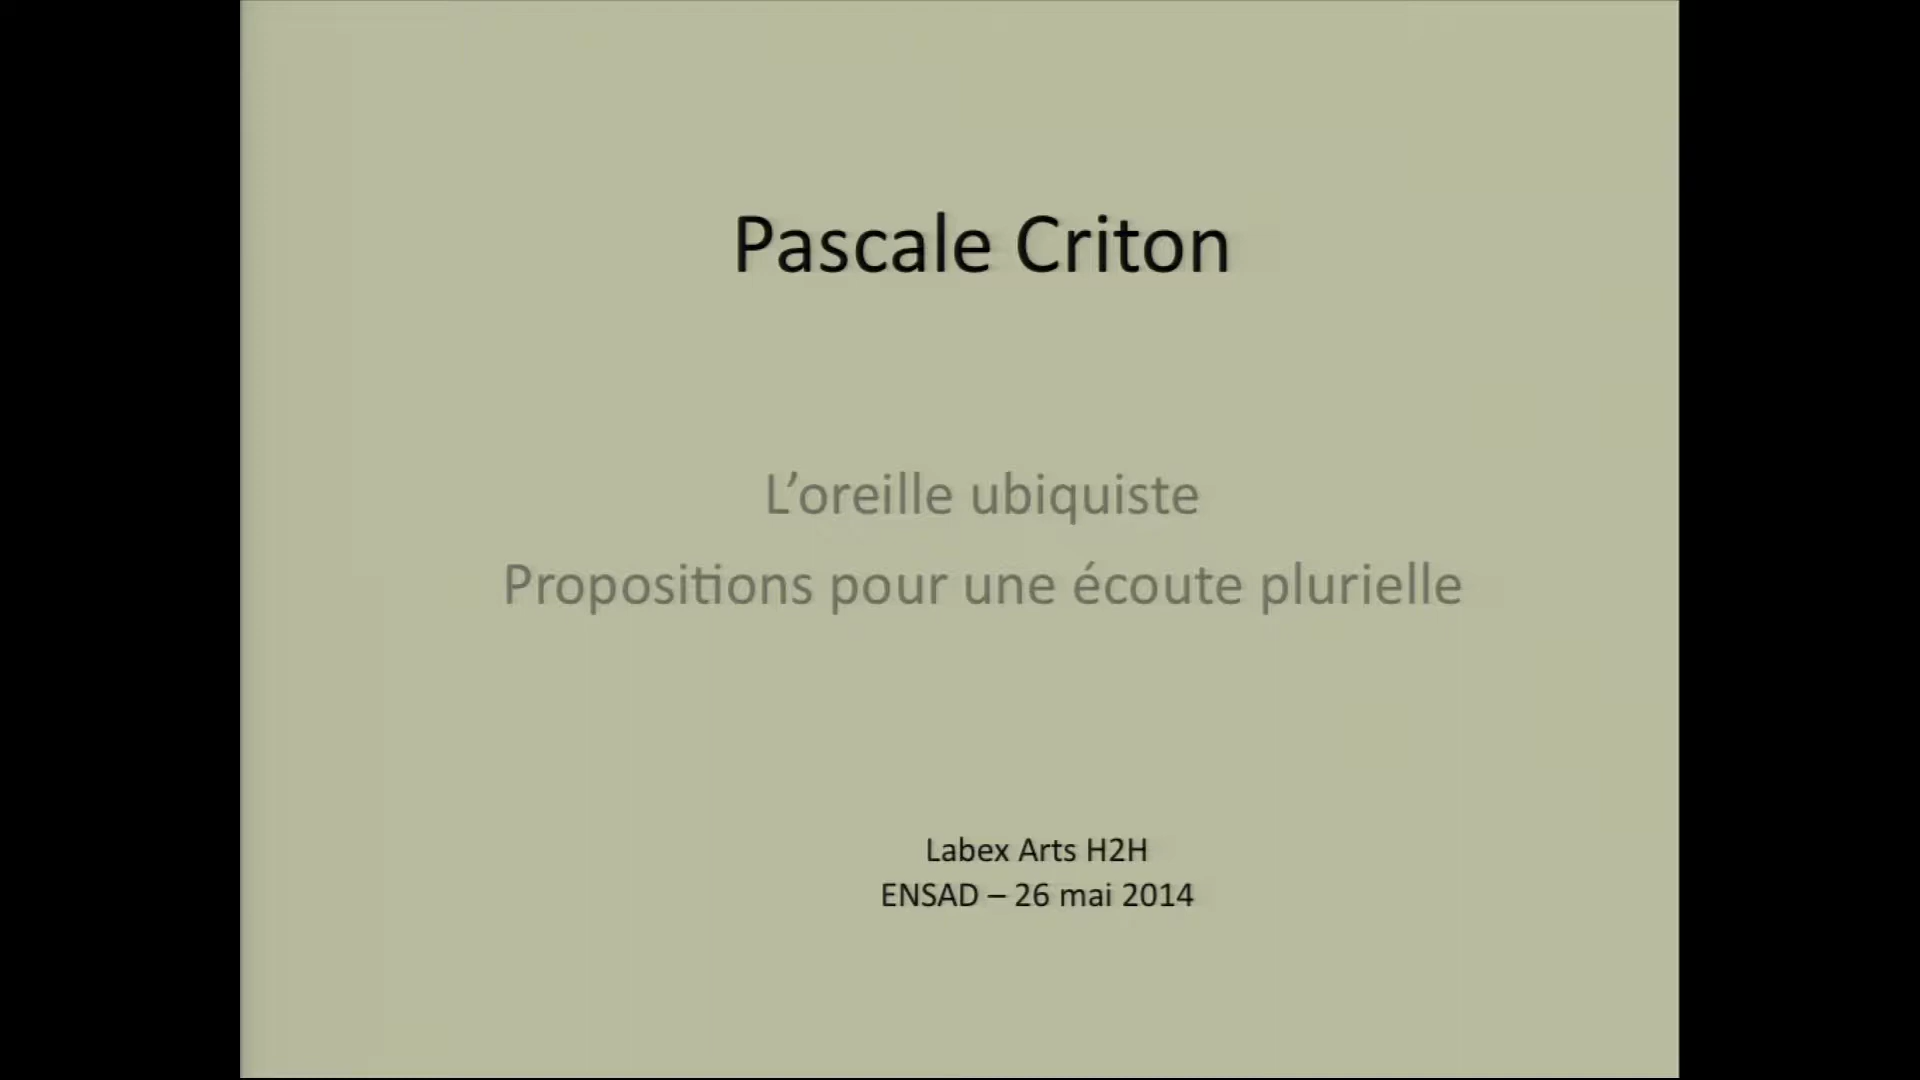 Pascale Criton
L’oreille ubiquiste
Propositions pour une écoute plurielle
Labex Arts H2H
ENSAD – 26 mai 2014